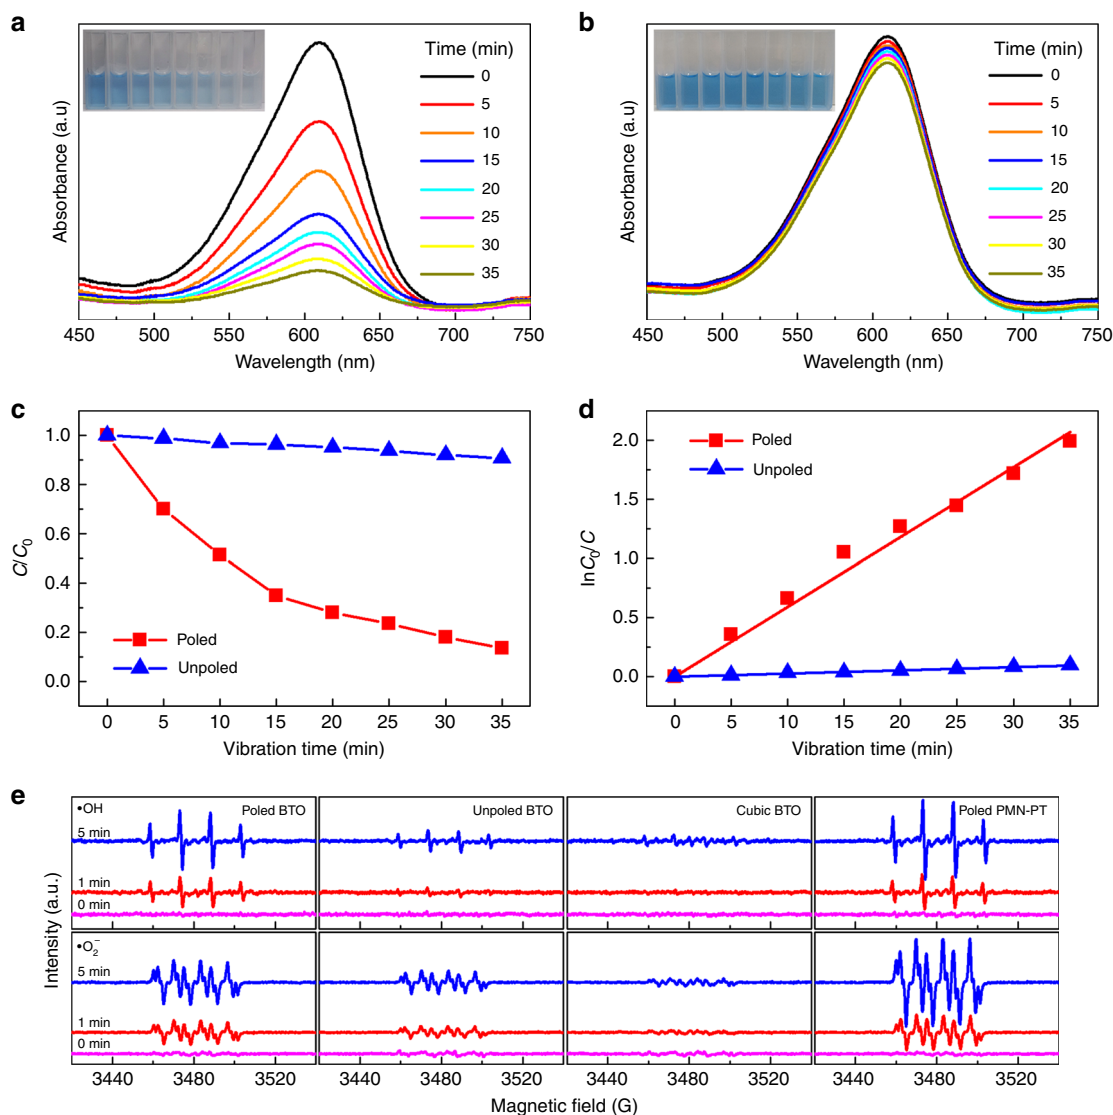 a
Absorbance (a.u)
Time (min)
0
5
10
15
20
25
30
35
450 500 550 600 650 700 750
Wavelength (nm)
b
Absorbance (a.u)
Time (min)
0
5
10
15
20
25
30
35
450 500 550 600 650 700 750
Wavelength (nm)
c
C/C0
1.0
0.8
0.6
0.4
0.2
0.0
Poled
Unpoled
0 5 10 15 20 25 30 35
Vibration time (min)
d
lnC0/C
2.0
1.5
1.0
0.5
0.0
Poled
Unpoled
0 5 10 15 20 25 30 35
Vibration time (min)
e
Intensity (a.u.)
•OH Poled BTO Unpoled BTO Cubic BTO Poled PMN-PT
5 min
1 min
0 min
•O2−
5 min
1 min
0 min
3440 3480 3520 3440 3480 3520 3440 3480 3520 3440 3480 3520
Magnetic field (G)